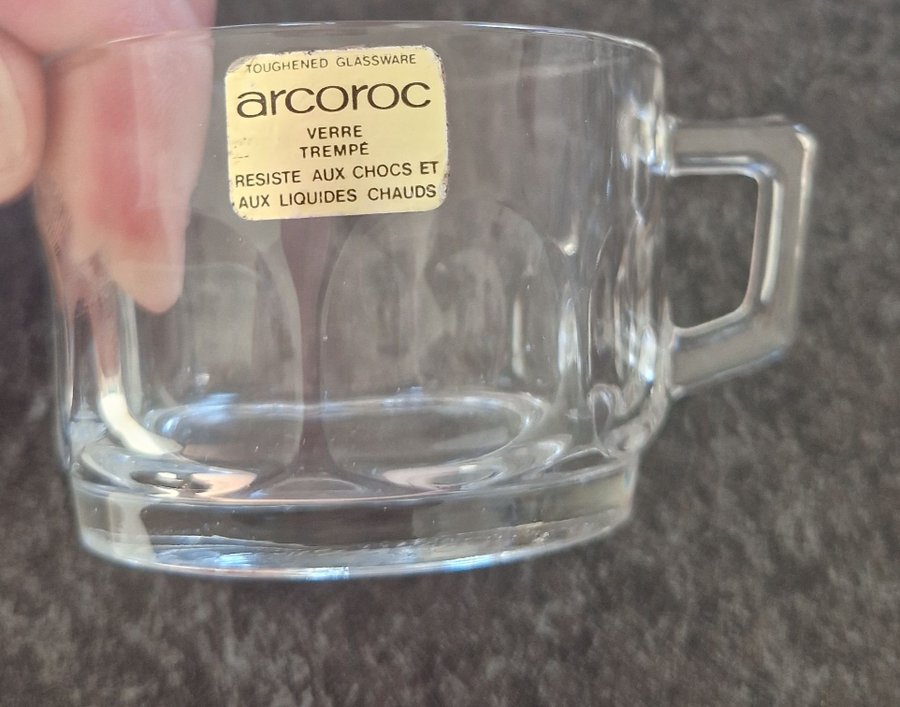 TOUGHENED GLASSWARE
arcoroc
VERRE
TREMPÉ
RESISTE AUX CHOCS ET
AUX LIQUIDES CHAUDS